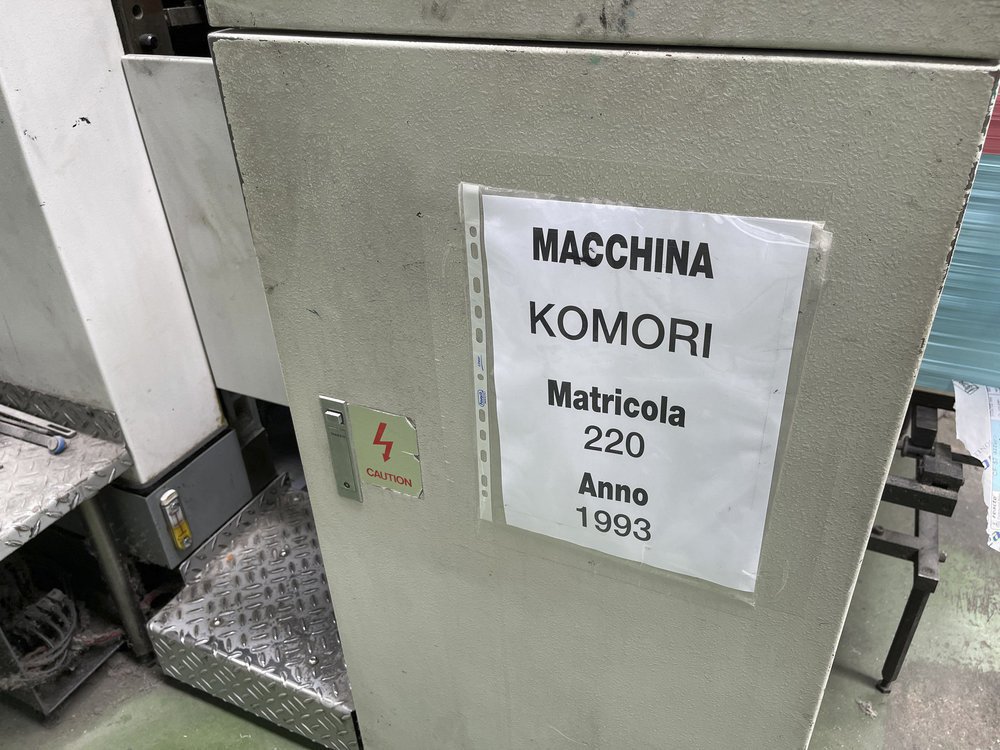 MACCHINA
KOMORI
Matricola
220
Anno
1993
CAUTION